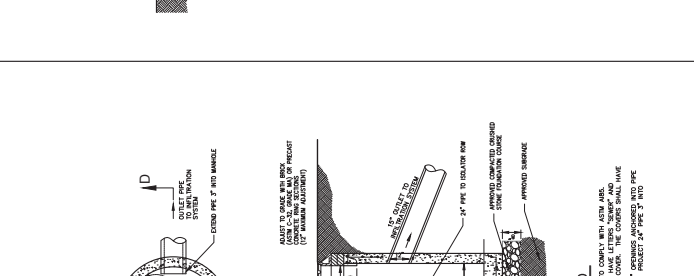 D
OUTLET PIPE
TO INFILTRATION
SYSTEM
EXTEND PIPE 3" INTO MANHOLE
ADJUST TO GRADE WITH BRICK
(ASTM C-32, GRADE MA) OR PRECAST
CONCRETE RING SECTIONS
(12" MAXIMUM ADJUSTMENT)
15" OUTLET TO
INFILTRATION SYSTEM
24" PIPE TO ISOLATOR ROW
APPROVED COMPACTED CRUSHED
STONE FOUNDATION COURSE
APPROVED SUBGRADE
TO COMPLY WITH ASTM A48.
HAVE LETTERS "SEWER" AND
COVER. THE COVERS SHALL HAVE
OPENINGS ANCHORED INTO PIPE
PROJECT 24" PIPE 3" INTO